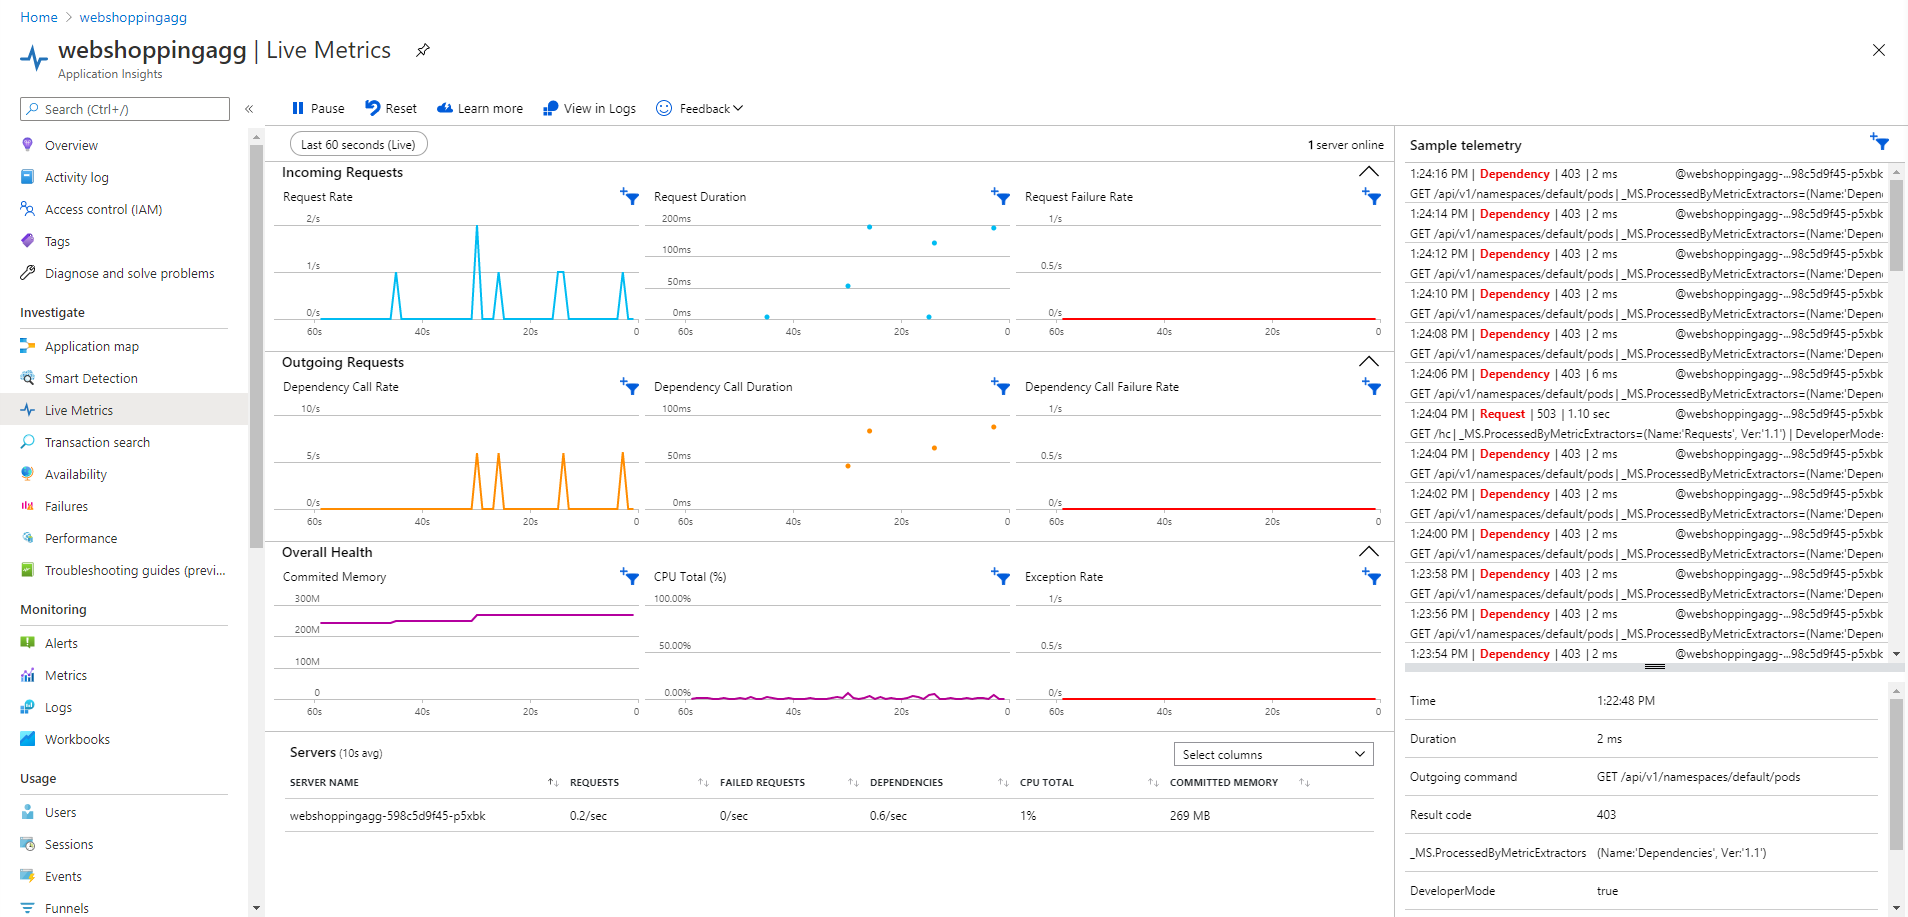 Home > webshoppingagg
webshoppingagg | Live Metrics
Application Insights
Search (Ctrl+/)
«
Overview
Activity log
Access control (IAM)
Tags
Diagnose and solve problems
Investigate
Application map
Smart Detection
Live Metrics
Transaction search
Availability
Failures
Performance
Troubleshooting guides (previ...
Monitoring
Alerts
Metrics
Logs
Workbooks
Usage
Users
Sessions
Events
Funnels
Pause Reset Learn more View in Logs Feedback
Last 60 seconds (Live) 1 server online
Incoming Requests
Request Rate
2/s
1/s
0/s
60s 40s 20s 0
Request Duration
200ms
100ms
50ms
0ms
60s 40s 20s 0
Request Failure Rate
1/s
0.5/s
0/s
60s 40s 20s 0
Outgoing Requests
Dependency Call Rate
10/s
5/s
0/s
60s 40s 20s 0
Dependency Call Duration
100ms
50ms
0ms
60s 40s 20s 0
Dependency Call Failure Rate
1/s
0.5/s
0/s
60s 40s 20s 0
Overall Health
Commited Memory
300M
200M
100M
0
60s 40s 20s 0
CPU Total (%)
100.00%
50.00%
0.00%
60s 40s 20s 0
Exception Rate
1/s
0.5/s
0/s
60s 40s 20s 0
Servers (10s avg) Select columns
SERVER NAME REQUESTS FAILED REQUESTS DEPENDENCIES CPU TOTAL COMMITTED MEMORY
webshoppingagg-598c5d9f45-p5xbk 0.2/sec 0/sec 0.6/sec 1% 269 MB
Sample telemetry
1:24:16 PM | Dependency | 403 | 2 ms @webshoppingagg-...98c5d9f45-p5xbk
GET /api/v1/namespaces/default/pods | _MS.ProcessedByMetricExtractors=(Name:'Depen
1:24:14 PM | Dependency | 403 | 2 ms @webshoppingagg-...98c5d9f45-p5xbk
GET /api/v1/namespaces/default/pods | _MS.ProcessedByMetricExtractors=(Name:'Depen
1:24:12 PM | Dependency | 403 | 2 ms @webshoppingagg-...98c5d9f45-p5xbk
GET /api/v1/namespaces/default/pods | _MS.ProcessedByMetricExtractors=(Name:'Depen
1:24:10 PM | Dependency | 403 | 2 ms @webshoppingagg-...98c5d9f45-p5xbk
GET /api/v1/namespaces/default/pods | _MS.ProcessedByMetricExtractors=(Name:'Depen
1:24:08 PM | Dependency | 403 | 2 ms @webshoppingagg-...98c5d9f45-p5xbk
GET /api/v1/namespaces/default/pods | _MS.ProcessedByMetricExtractors=(Name:'Depen
1:24:06 PM | Dependency | 403 | 6 ms @webshoppingagg-...98c5d9f45-p5xbk
GET /api/v1/namespaces/default/pods | _MS.ProcessedByMetricExtractors=(Name:'Depen
1:24:04 PM | Request | 503 | 1.10 sec @webshoppingagg-...98c5d9f45-p5xbk
GET /hc | _MS.ProcessedByMetricExtractors=(Name:'Requests', Ver:'1.1') | DeveloperMode=
1:24:04 PM | Dependency | 403 | 2 ms @webshoppingagg-...98c5d9f45-p5xbk
GET /api/v1/namespaces/default/pods | _MS.ProcessedByMetricExtractors=(Name:'Depen
1:24:02 PM | Dependency | 403 | 2 ms @webshoppingagg-...98c5d9f45-p5xbk
GET /api/v1/namespaces/default/pods | _MS.ProcessedByMetricExtractors=(Name:'Depen
1:24:00 PM | Dependency | 403 | 2 ms @webshoppingagg-...98c5d9f45-p5xbk
GET /api/v1/namespaces/default/pods | _MS.ProcessedByMetricExtractors=(Name:'Depen
1:23:58 PM | Dependency | 403 | 2 ms @webshoppingagg-...98c5d9f45-p5xbk
GET /api/v1/namespaces/default/pods | _MS.ProcessedByMetricExtractors=(Name:'Depen
1:23:56 PM | Dependency | 403 | 2 ms @webshoppingagg-...98c5d9f45-p5xbk
GET /api/v1/namespaces/default/pods | _MS.ProcessedByMetricExtractors=(Name:'Depen
1:23:54 PM | Dependency | 403 | 2 ms @webshoppingagg-...98c5d9f45-p5xbk
Time 1:22:48 PM
Duration 2 ms
Outgoing command GET /api/v1/namespaces/default/pods
Result code 403
_MS.ProcessedByMetricExtractors (Name:'Dependencies', Ver:'1.1')
DeveloperMode true